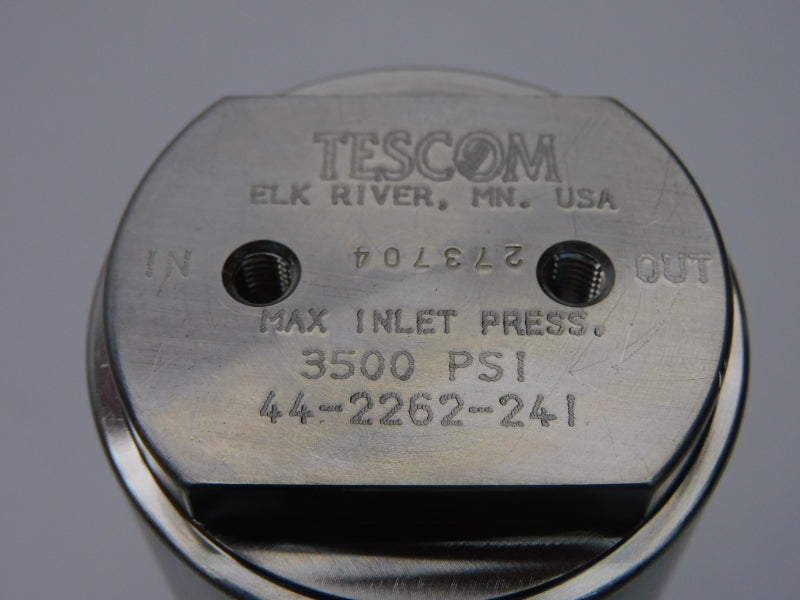 TESCOM
ELK RIVER, MN. USA
IN
273704
OUT
MAX INLET PRESS.
3500 PSI
44-2262-241